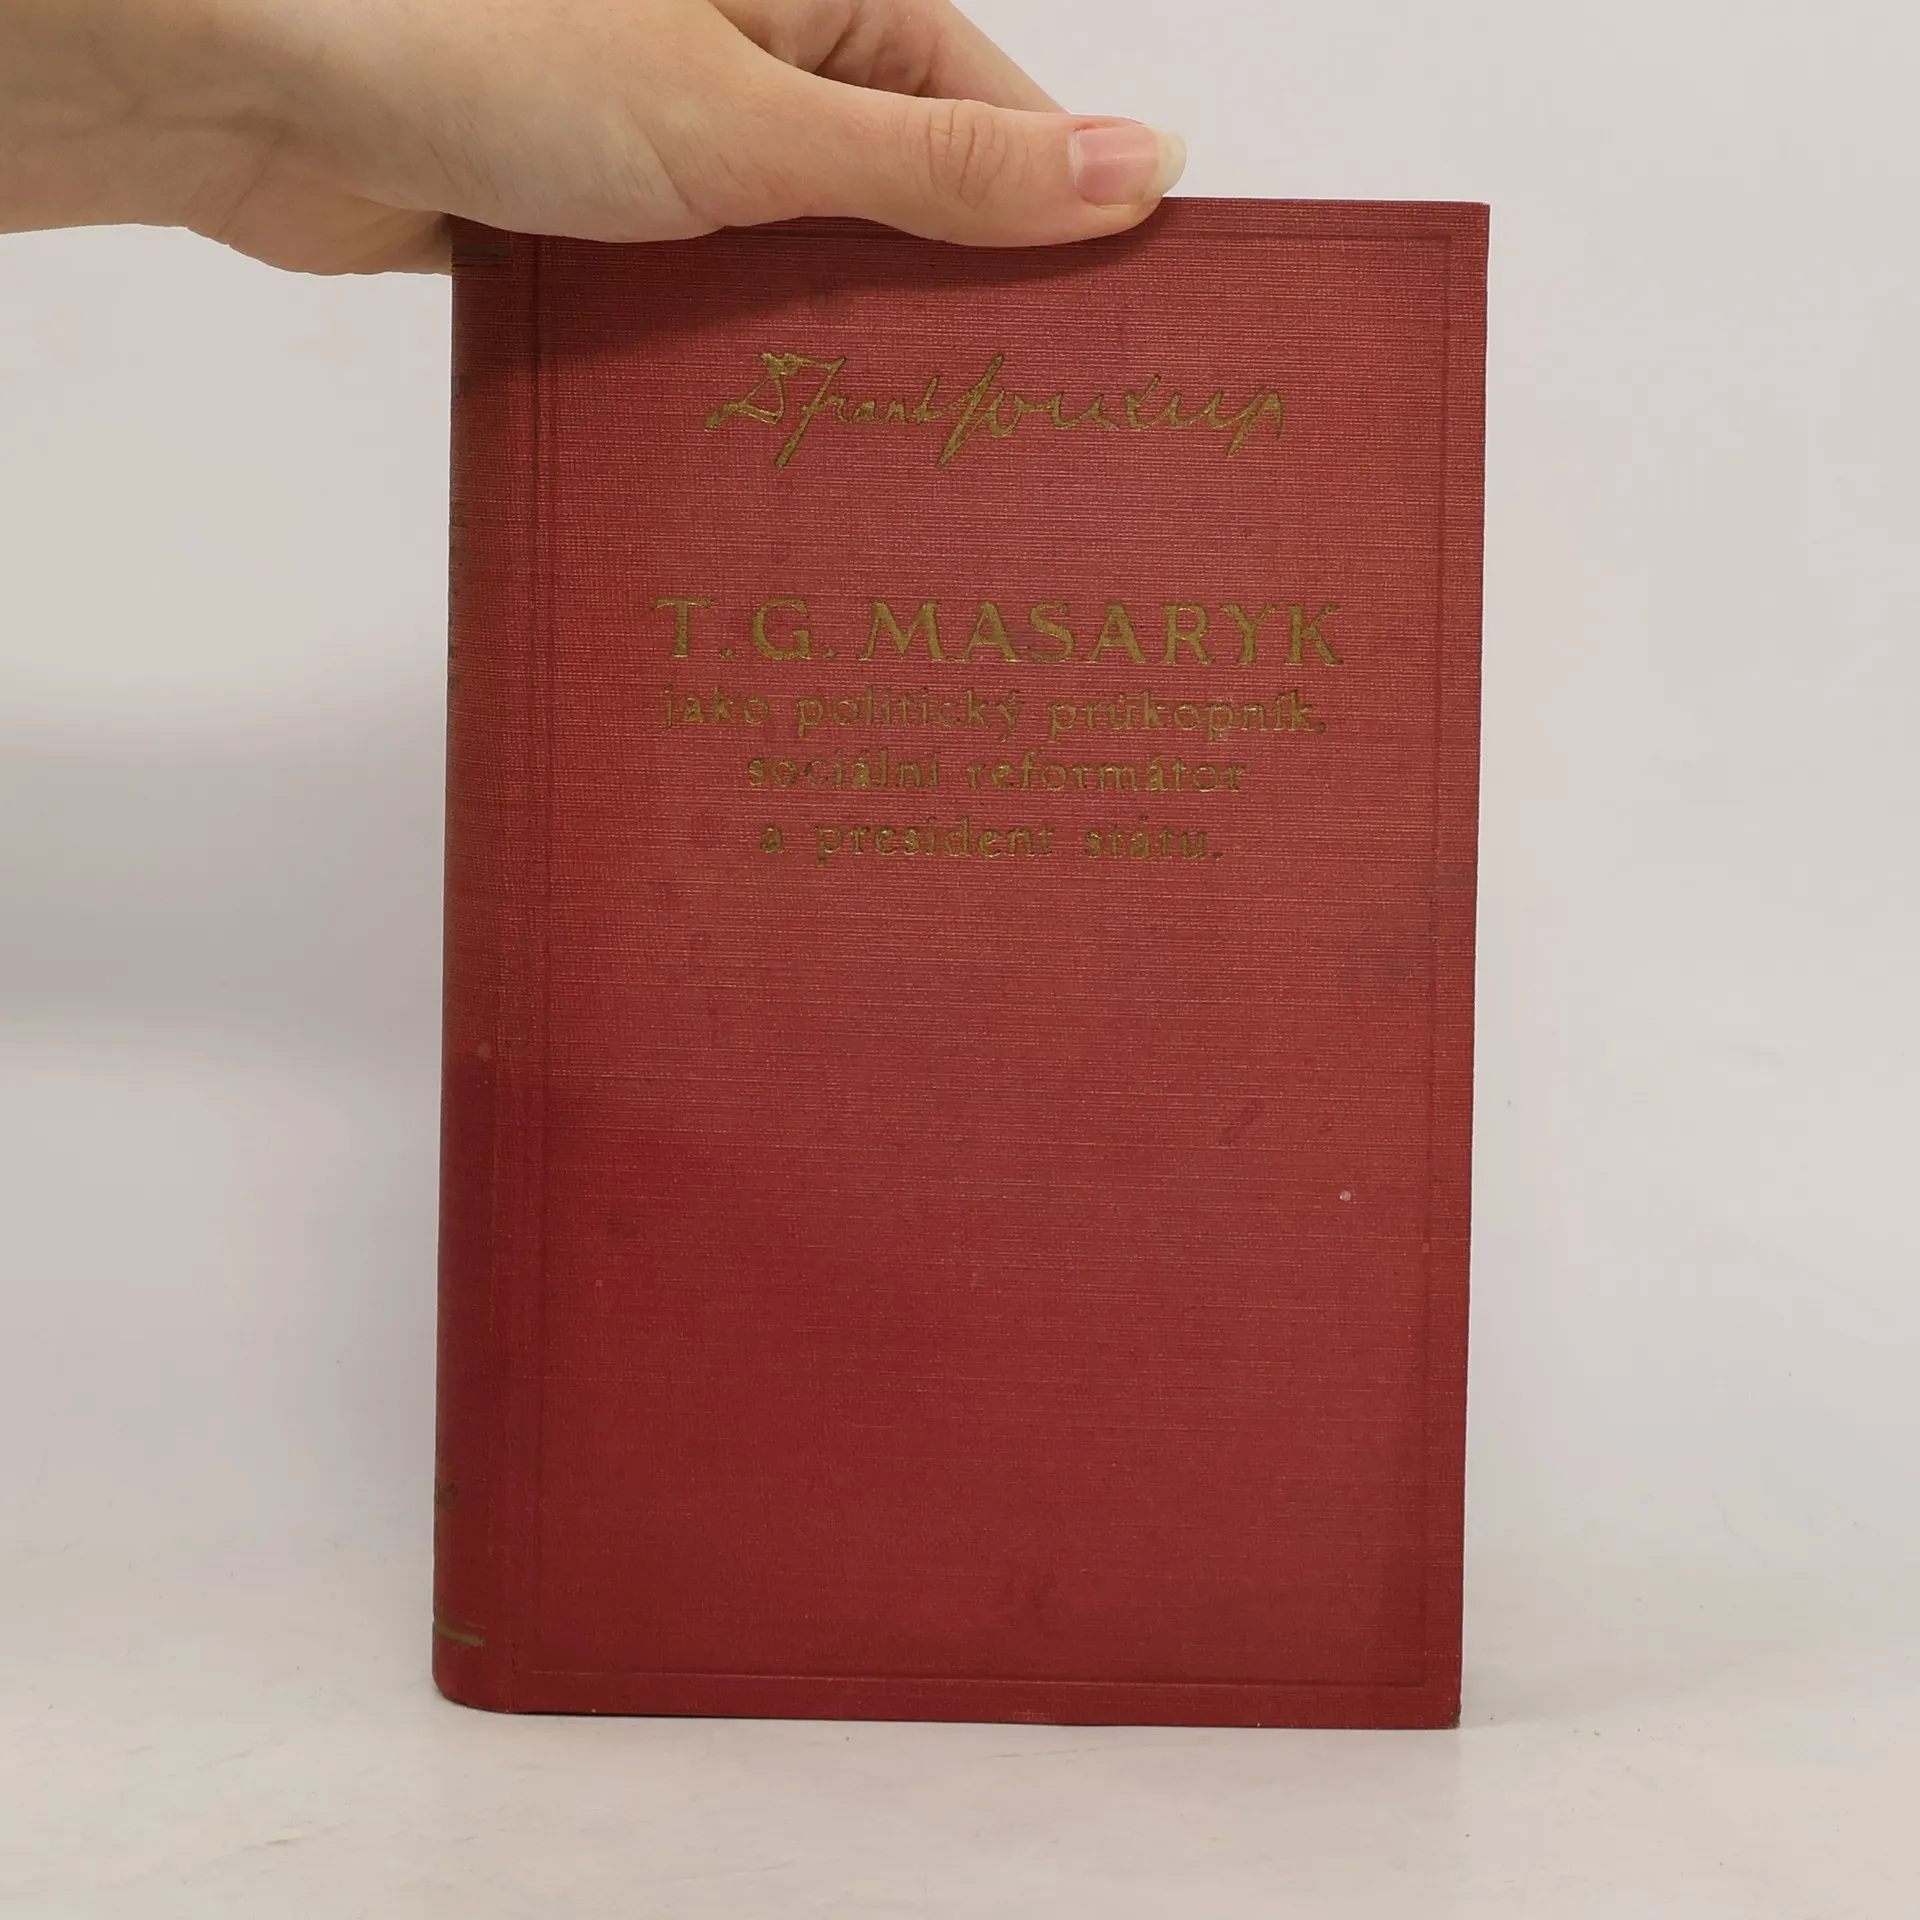 Dr Frant Soukup
T. G. MASARYK
jako politický průkopník,
sociální reformátor
a president státu.